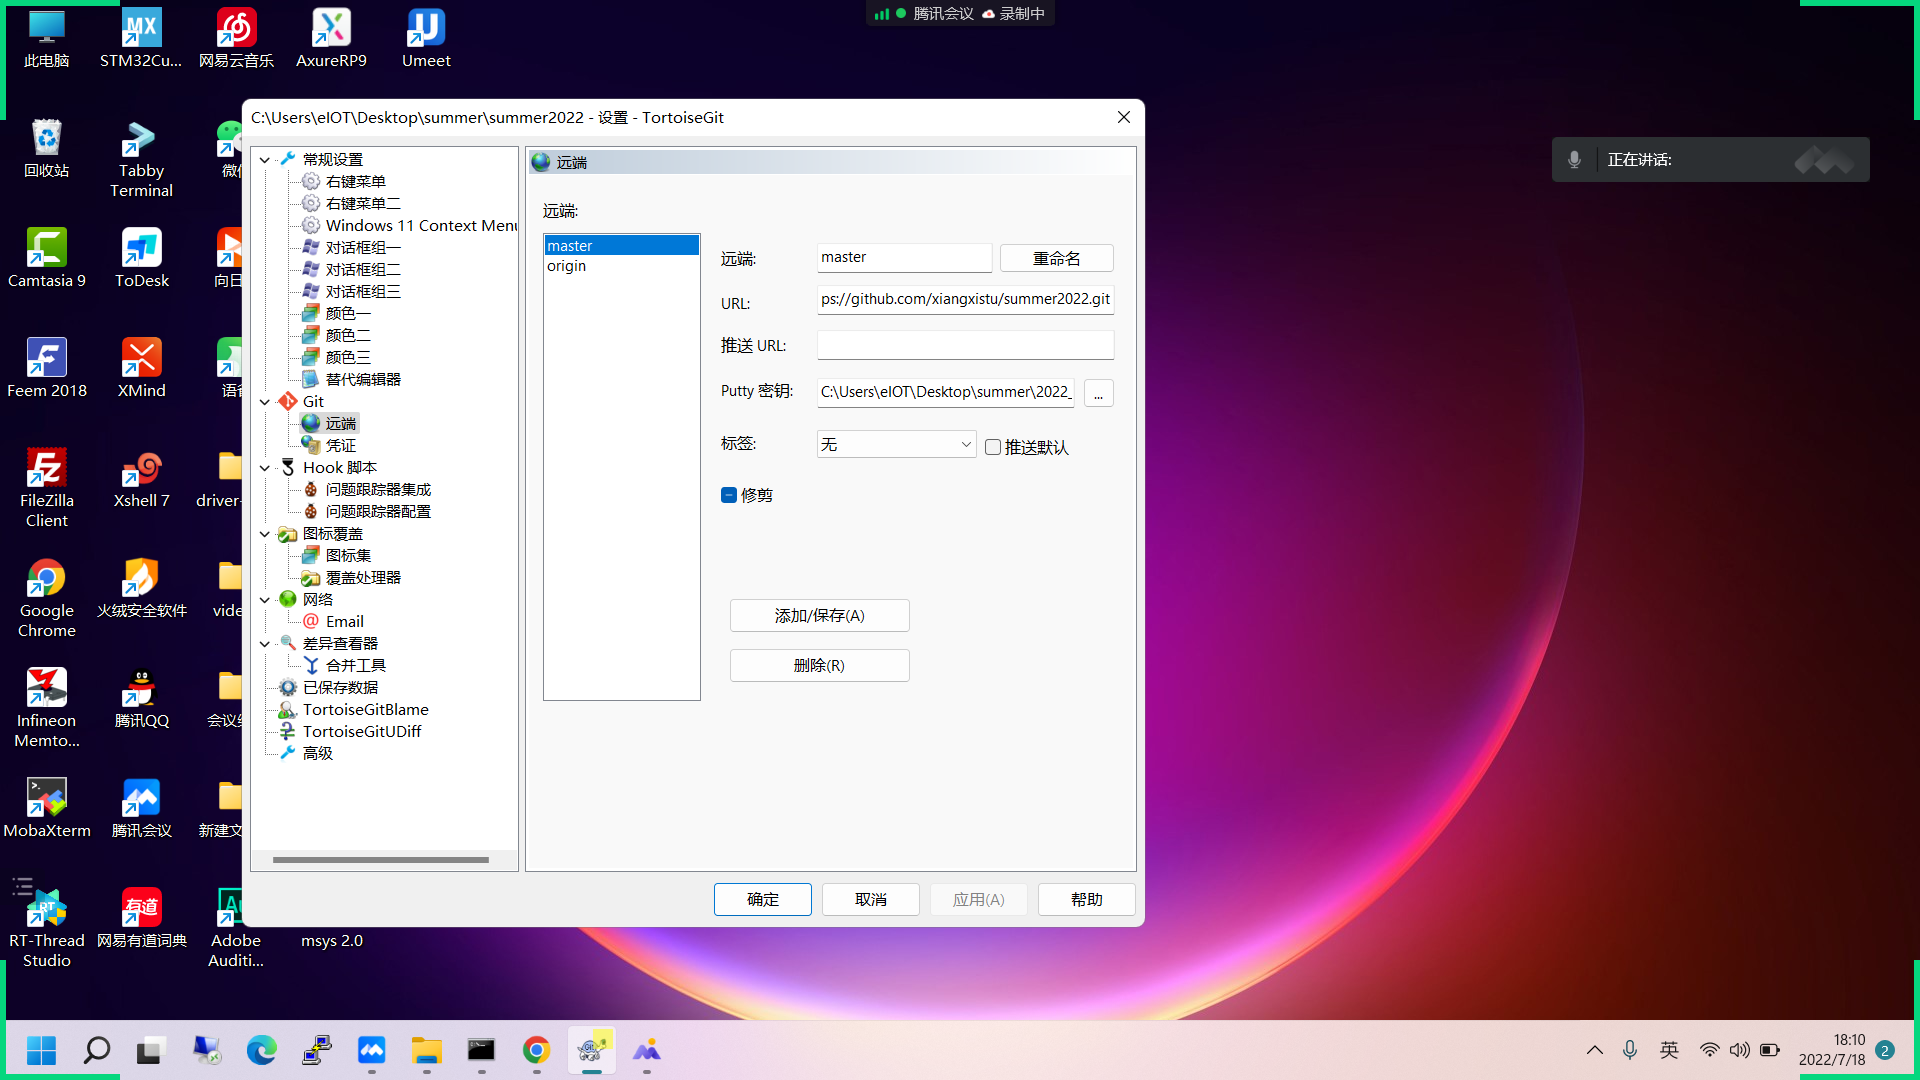 腾讯会议 录制中
此电脑
STM32Cu...
网易云音乐
AxureRP9
Umeet
回收站
Tabby Terminal
微
Camtasia 9
ToDesk
向日
Feem 2018
XMind
语
FileZilla Client
Xshell 7
driver-
Google Chrome
火绒安全软件
vide
Infineon Memto...
腾讯QQ
会议
MobaXterm
腾讯会议
新建文
RT-Thread Studio
网易有道词典
Adobe Auditi...
msys 2.0
C:\Users\eIOT\Desktop\summer\summer2022 - 设置 - TortoiseGit
常规设置
右键菜单
右键菜单二
Windows 11 Context Menu
对话框组一
对话框组二
对话框组三
颜色一
颜色二
颜色三
替代编辑器
Git
远端
凭证
Hook 脚本
问题跟踪器集成
问题跟踪器配置
图标覆盖
图标集
覆盖处理器
网络
Email
差异查看器
合并工具
已保存数据
TortoiseGitBlame
TortoiseGitUDiff
高级
远端
远端:
master
origin
远端: master 重命名
URL: ps://github.com/xiangxistu/summer2022.git
推送 URL:
Putty 密钥: C:\Users\eIOT\Desktop\summer\2022_ ...
标签: 无 推送默认
修剪
添加/保存(A)
删除(R)
确定 取消 应用(A) 帮助
正在讲话:
英
18:10
2022/7/18
2